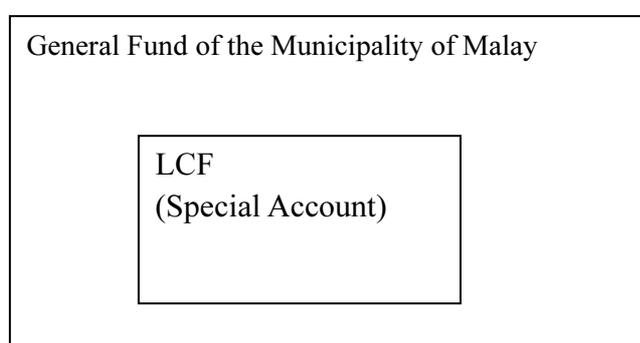 General Fund of the Municipality of Malay
LCF
(Special Account)